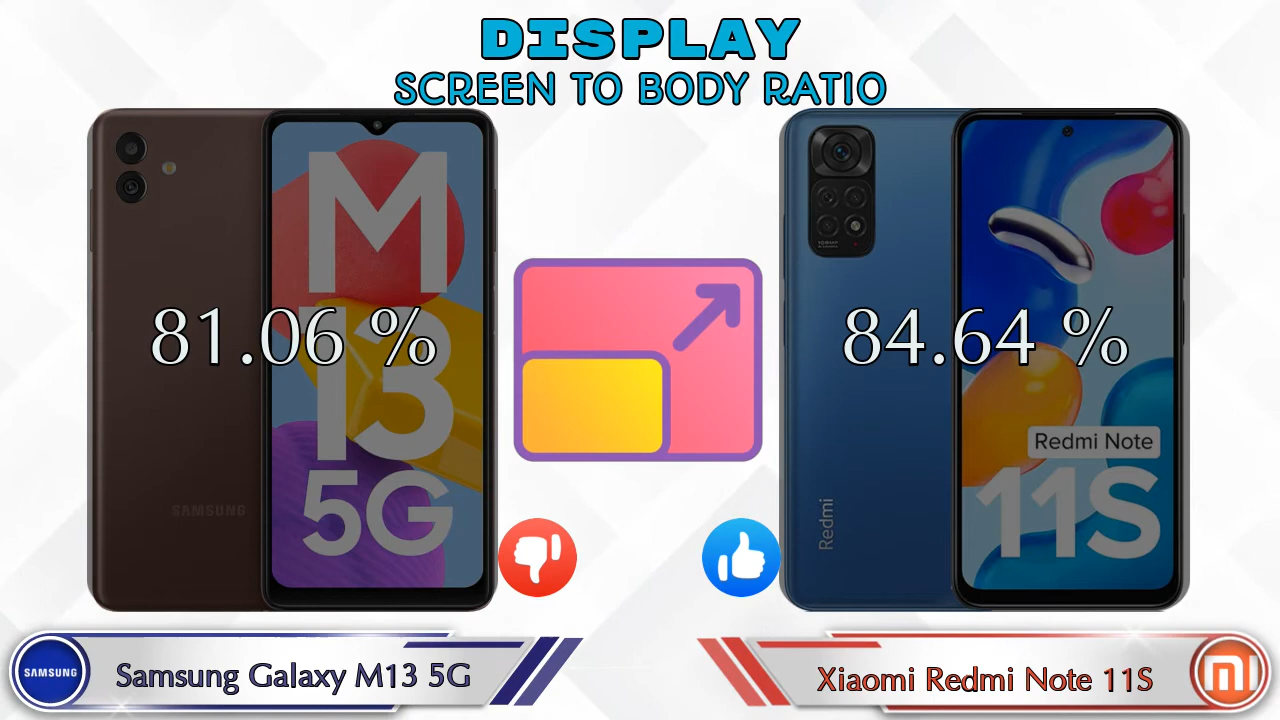 DISPLAY
SCREEN TO BODY RATIO
M
13
5G
SAMSUNG
81.06 %
108MP
Redmi
Redmi Note
11S
84.64 %
SAMSUNG
Samsung Galaxy M13 5G
Xiaomi Redmi Note 11S
MI